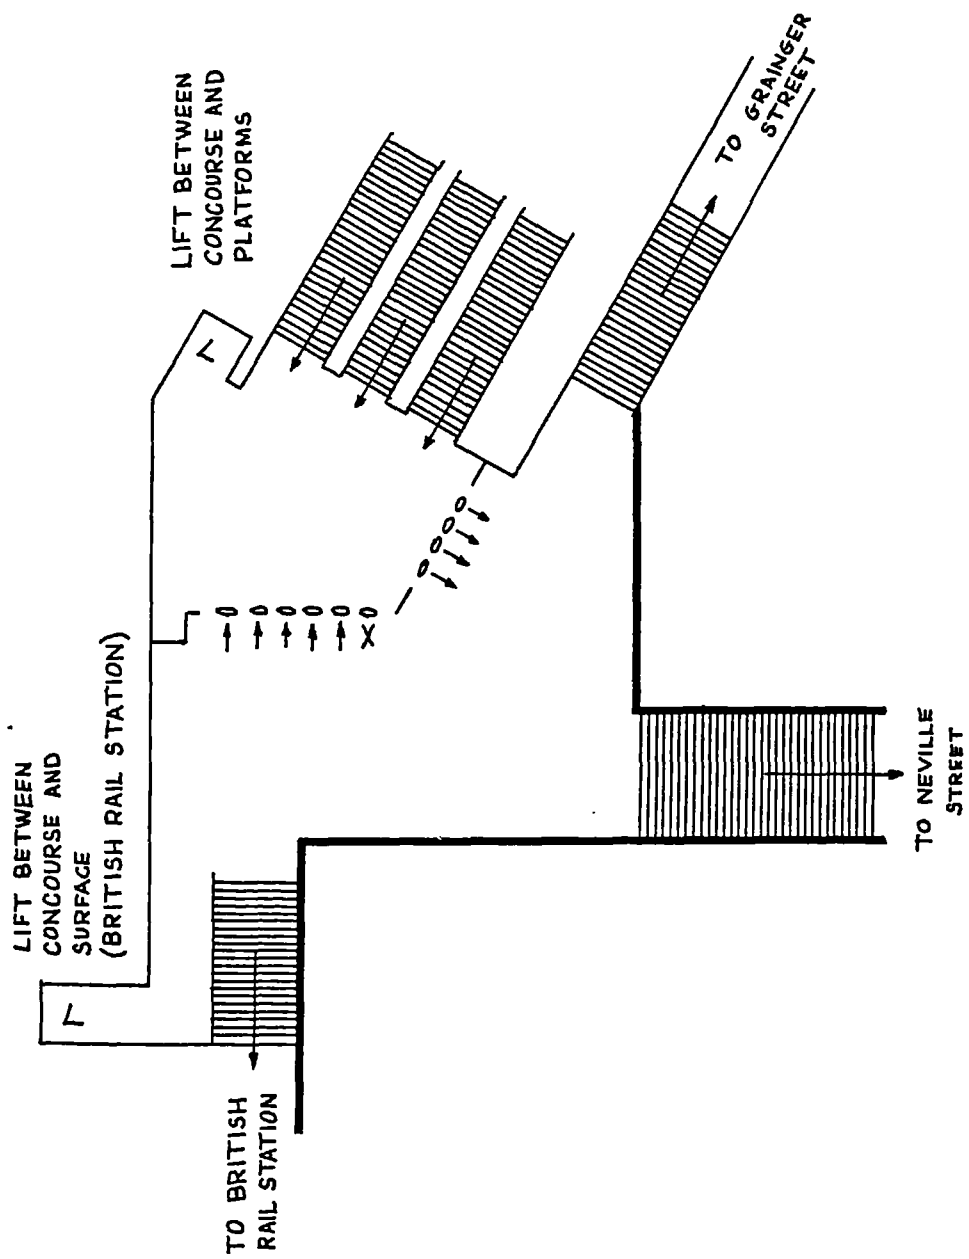 LIFT BETWEEN
CONCOURSE AND
SURFACE
(BRITISH RAIL STATION)
L
LIFT BETWEEN
CONCOURSE AND
PLATFORMS
L
TO GRAINGER
STREET
X
TO BRITISH
RAIL STATION
TO NEVILLE
STREET